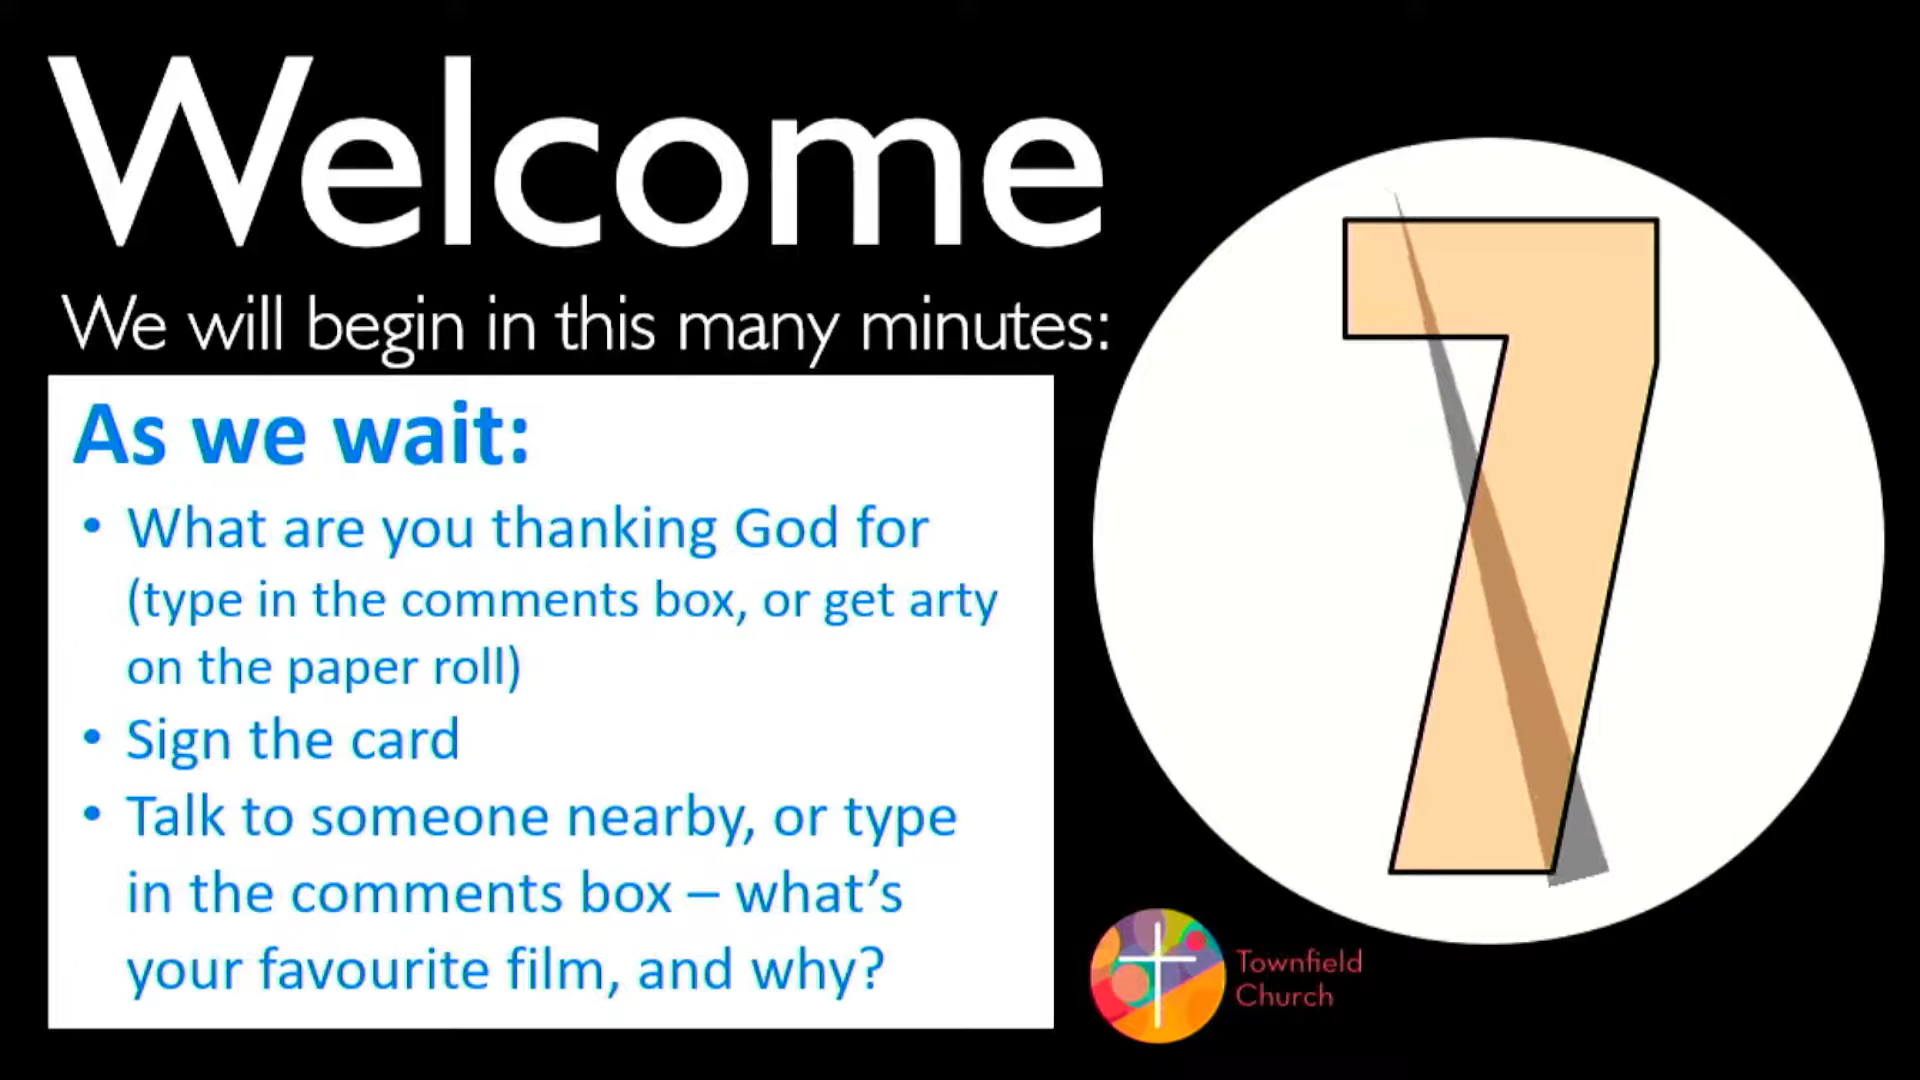 Welcome
We will begin in this many minutes:
7
As we wait:
• What are you thanking God for
(type in the comments box, or get arty
on the paper roll)
• Sign the card
• Talk to someone nearby, or type
in the comments box – what’s
your favourite film, and why?
Townfield
Church